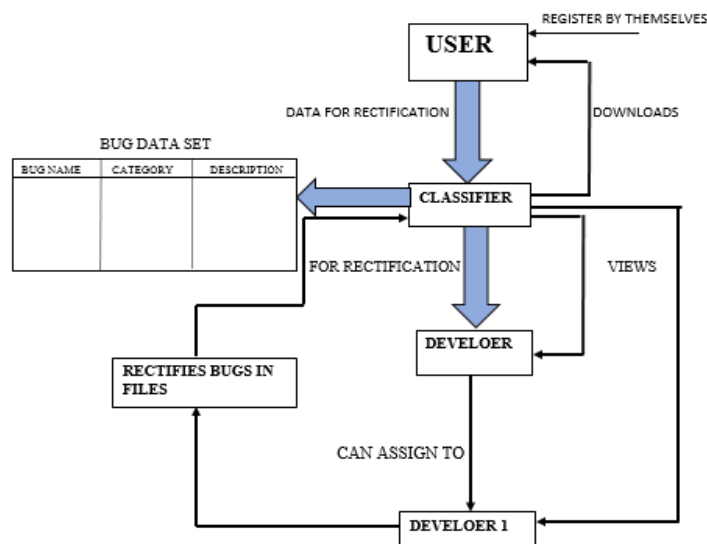 REGISTER BY THEMSELVES
USER
DATA FOR RECTIFICATION
DOWNLOADS
BUG DATA SET
BUG NAME CATEGORY DESCRIPTION
CLASSIFIER
FOR RECTIFICATION
VIEWS
DEVELOER
RECTIFIES BUGS IN
FILES
CAN ASSIGN TO
DEVELOER 1